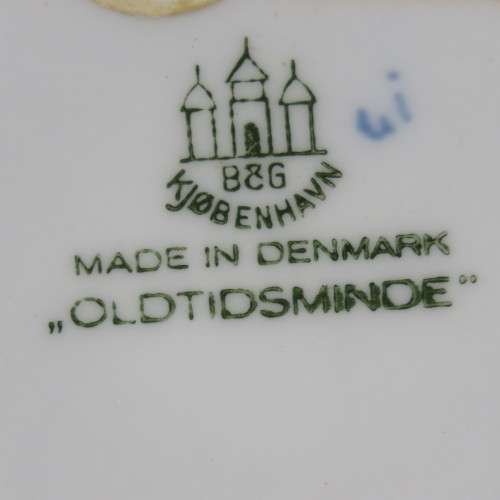 B&G
KJØBENHAVN
MADE IN DENMARK
„OLDTIDSMINDE“